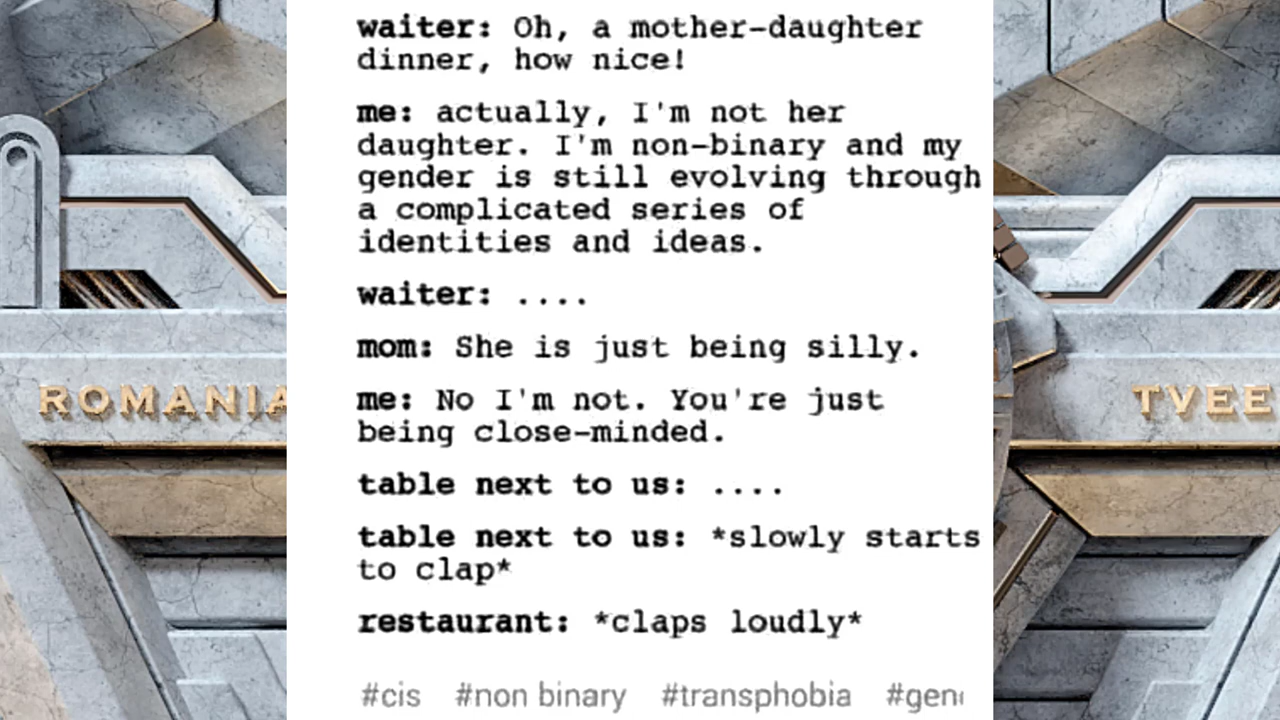 waiter: Oh, a mother-daughter
dinner, how nice!
me: actually, I'm not her
daughter. I'm non-binary and my
gender is still evolving through
a complicated series of
identities and ideas.
waiter: ....
mom: She is just being silly.
me: No I'm not. You're just
being close-minded.
table next to us: ....
table next to us: *slowly starts
to clap*
restaurant: *claps loudly*
#cis #non binary #transphobia
ROMANIA
TVEE